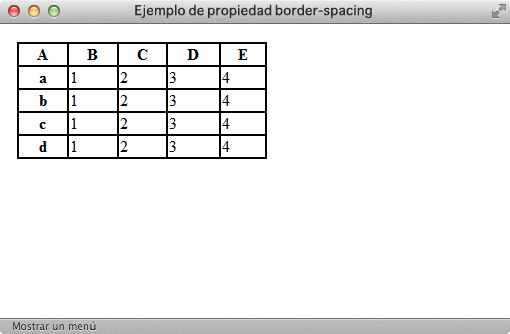 Ejemplo de propiedad border-spacing
A B C D E
a 1 2 3 4
b 1 2 3 4
c 1 2 3 4
d 1 2 3 4
Mostrar un menú